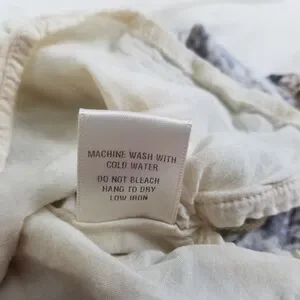 MACHINE WASH WITH
COLD WATER
DO NOT BLEACH
HANG TO DRY
LOW IRON